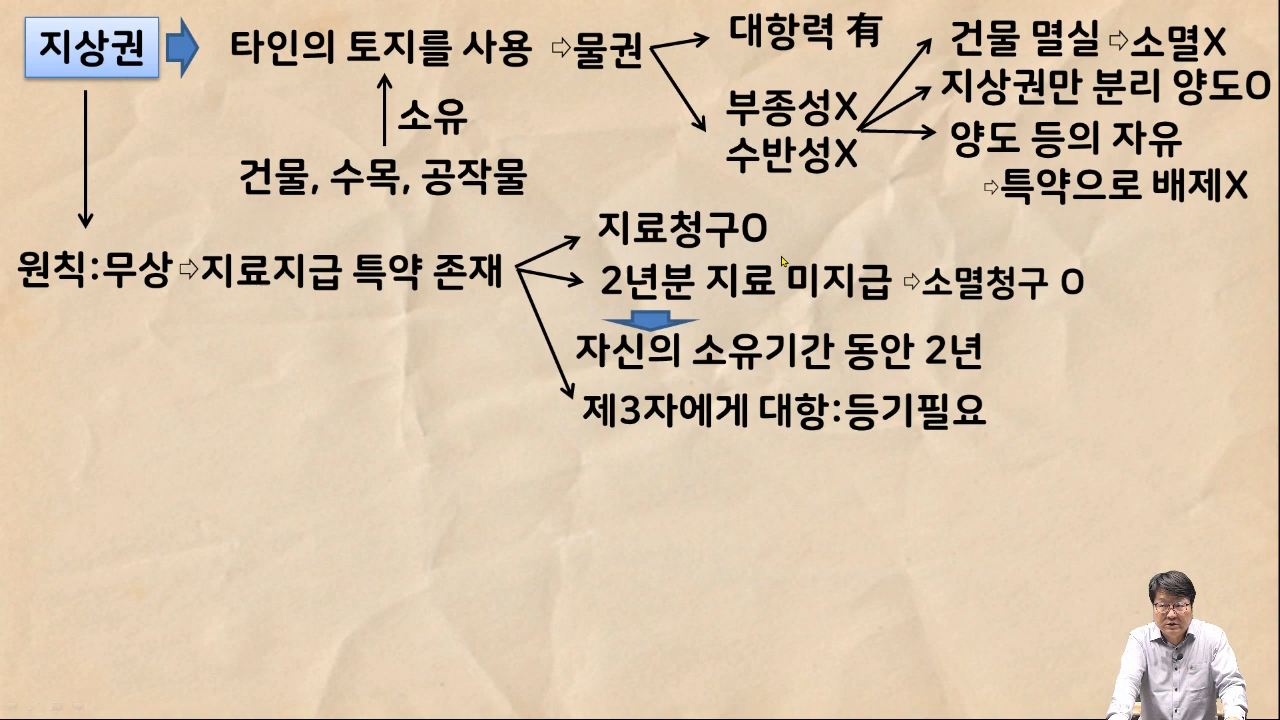 지상권
타인의 토지를 사용 ⇨물권
대항력 有
부종성X
수반성X
건물 멸실 ⇨소멸X
지상권만 분리 양도O
양도 등의 자유
⇨특약으로 배제X
소유
건물, 수목, 공작물
원칙:무상⇨지료지급 특약 존재
지료청구O
2년분 지료 미지급 ⇨소멸청구 O
자신의 소유기간 동안 2년
제3자에게 대항:등기필요